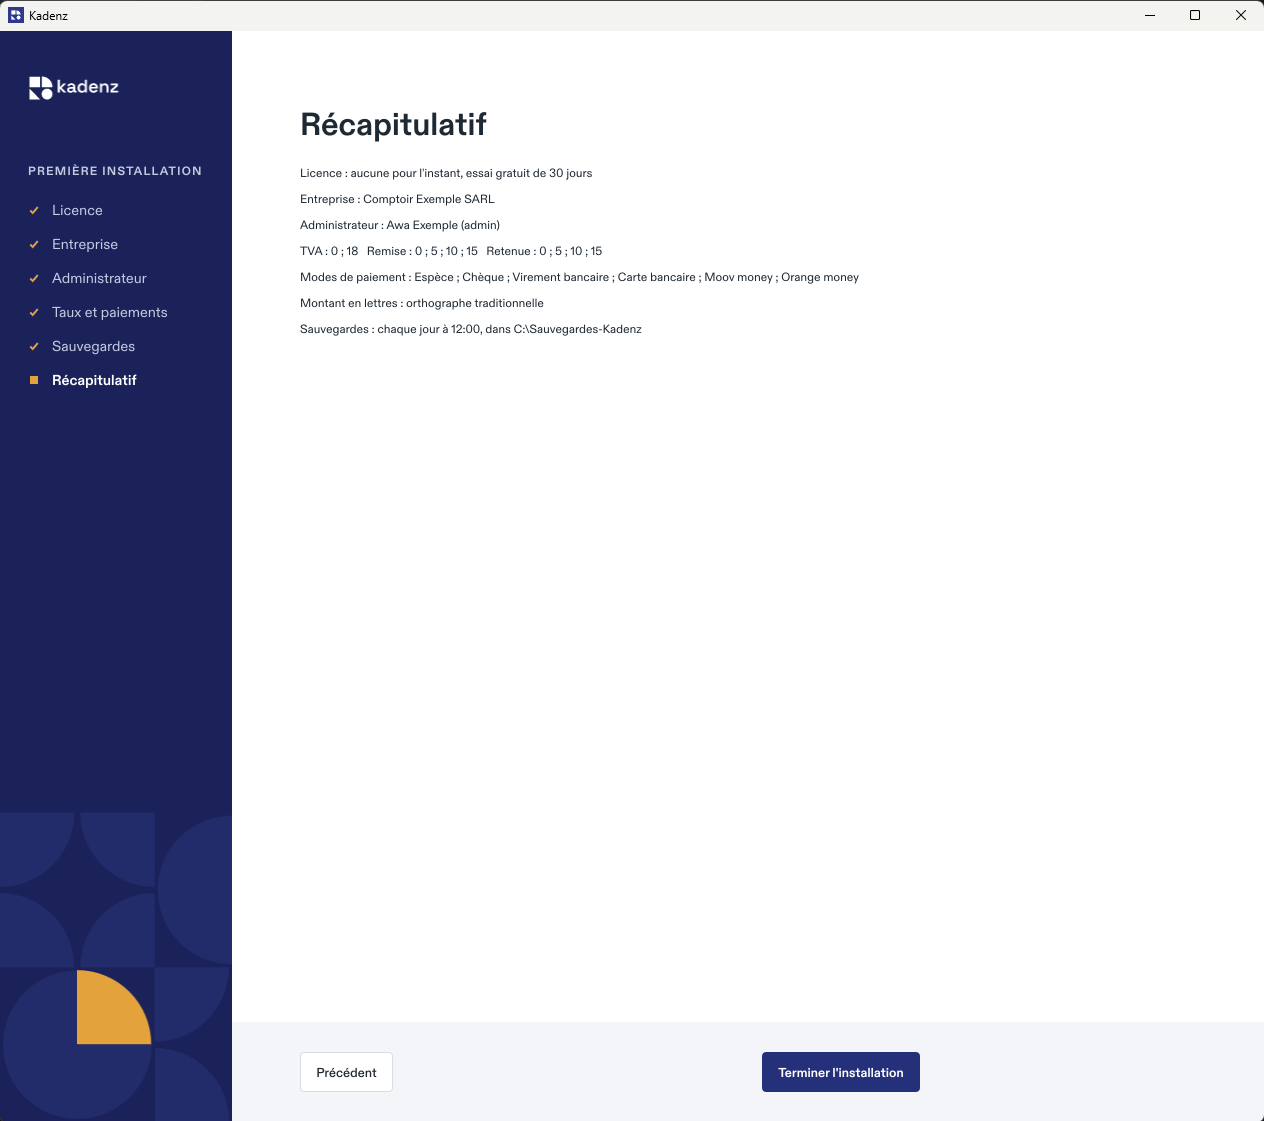 Kadenz
kadenz
PREMIÈRE INSTALLATION
Licence
Entreprise
Administrateur
Taux et paiements
Sauvegardes
Récapitulatif
Récapitulatif
Licence : aucune pour l'instant, essai gratuit de 30 jours
Entreprise : Comptoir Exemple SARL
Administrateur : Awa Exemple (admin)
TVA : 0 ; 18   Remise : 0 ; 5 ; 10 ; 15   Retenue : 0 ; 5 ; 10 ; 15
Modes de paiement : Espèce ; Chèque ; Virement bancaire ; Carte bancaire ; Moov money ; Orange money
Montant en lettres : orthographe traditionnelle
Sauvegardes : chaque jour à 12:00, dans C:\Sauvegardes-Kadenz
Précédent
Terminer l'installation